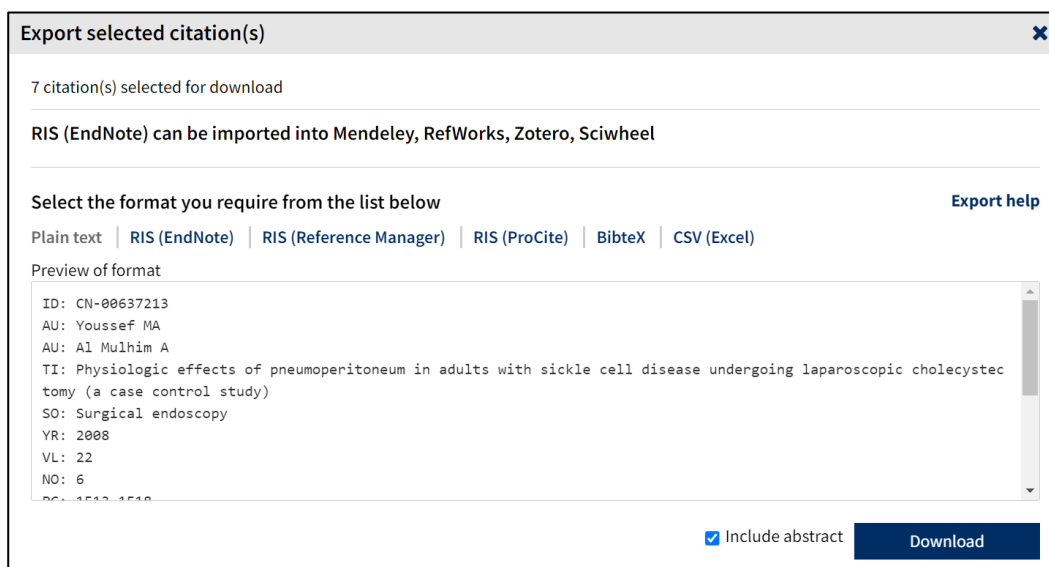 Export selected citation(s)
7 citation(s) selected for download
RIS (EndNote) can be imported into Mendeley, RefWorks, Zotero, Sciwheel
Select the format you require from the list below
Export help
Plain text | RIS (EndNote) | RIS (Reference Manager) | RIS (ProCite) | BibteX | CSV (Excel)
Preview of format
ID: CN-00637213
AU: Youssef MA
AU: Al Mulhim A
TI: Physiologic effects of pneumoperitoneum in adults with sickle cell disease undergoing laparoscopic cholecystec
tomy (a case control study)
SO: Surgical endoscopy
YR: 2008
VL: 22
NO: 6
PG: 1513-1518
Include abstract
Download